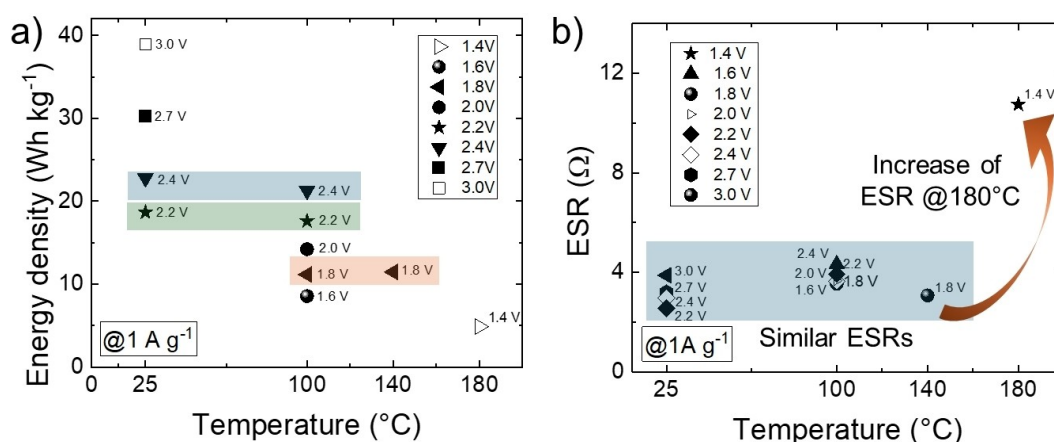 a)
Energy density (Wh kg-1)
40
30
20
10
0
3.0 V
2.7 V
2.4 V
2.2 V
2.4 V
2.2 V
2.0 V
1.8 V
1.6 V
1.8 V
1.4 V
1.4V
1.6V
1.8V
2.0V
2.2V
2.4V
2.7V
3.0V
@1 A g-1
0
25
100
140
180
Temperature (°C)
b)
ESR (Ω)
12
8
4
0
1.4 V
1.6 V
1.8 V
2.0 V
2.2 V
2.4 V
2.7 V
3.0 V
1.4 V
Increase of
ESR @180°C
3.0 V
2.7 V
2.4 V
2.2 V
2.4 V
2.2 V
2.0 V
1.8 V
1.6 V
1.8 V
Similar ESRs
@1A g-1
25
100
140
180
Temperature (°C)